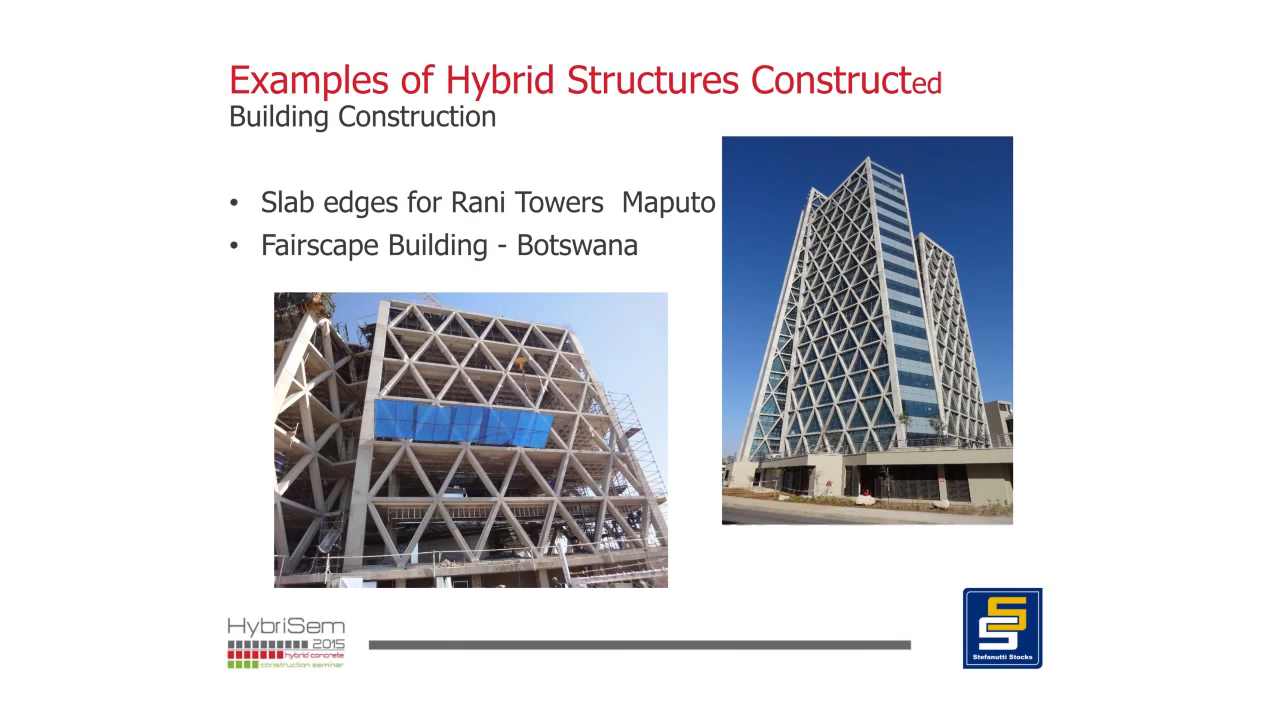 Examples of Hybrid Structures Constructed
Building Construction
• Slab edges for Rani Towers  Maputo
• Fairscape Building - Botswana
HybriSem
2015
hybrid concrete
construction seminar
Stefanutti Stocks